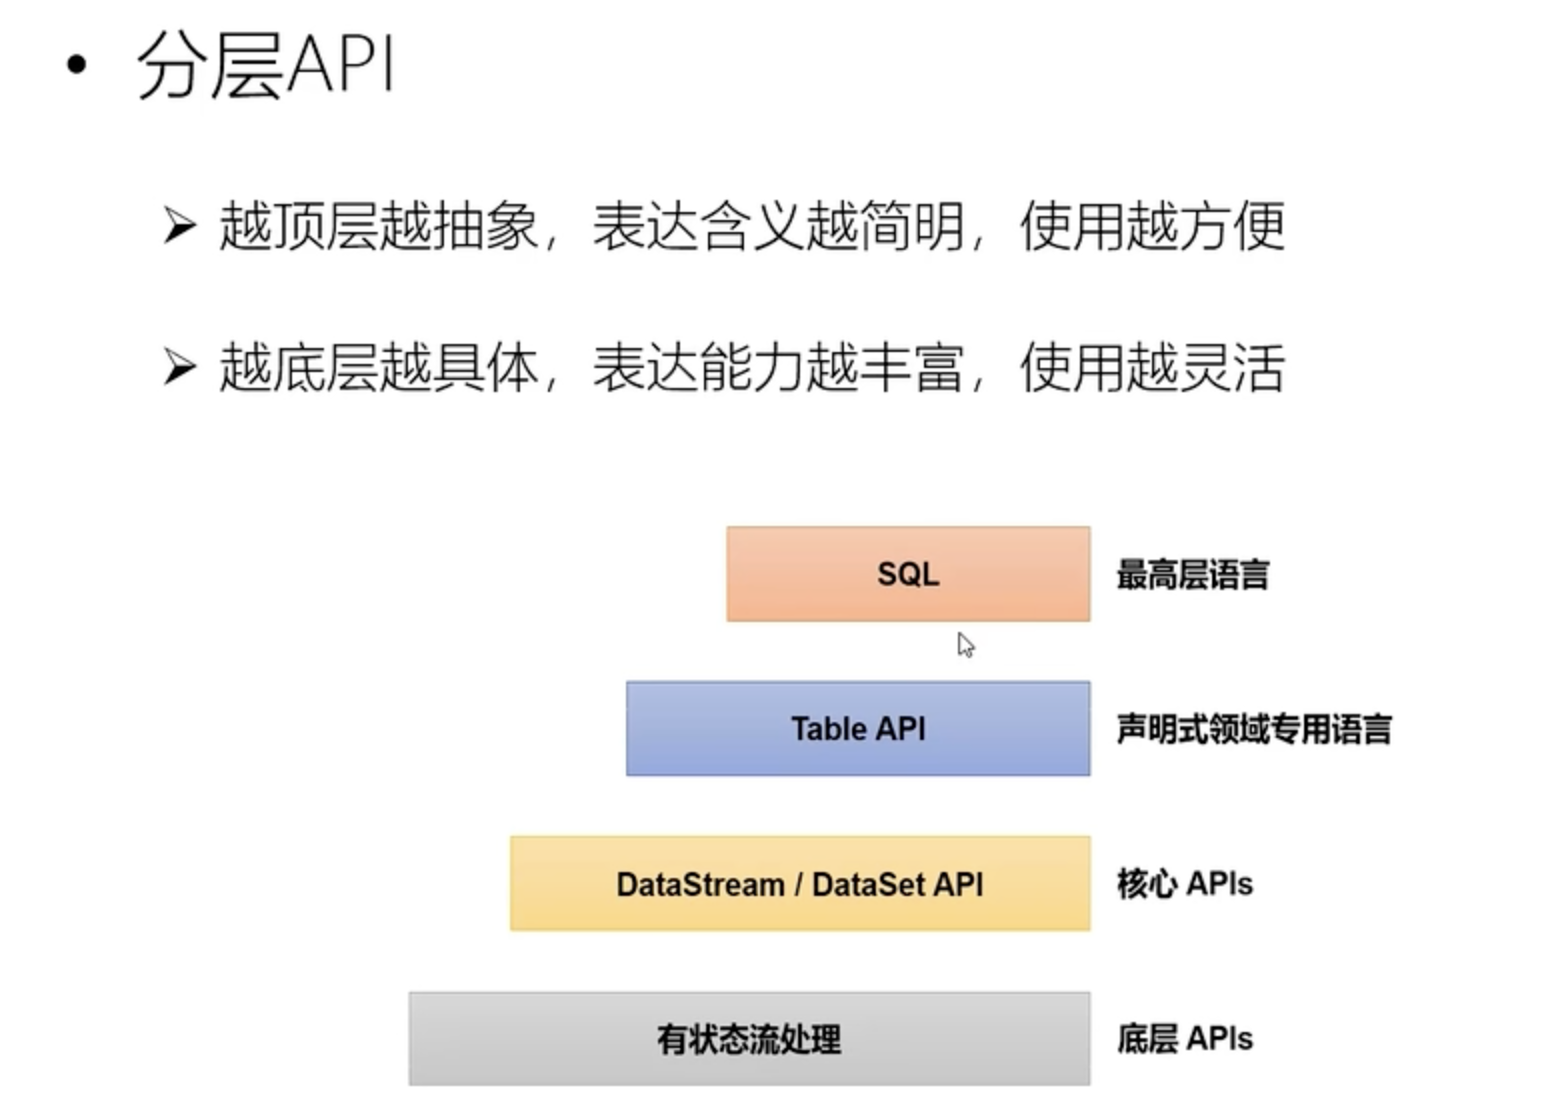 • 分层API
➢ 越顶层越抽象，表达含义越简明，使用越方便
➢ 越底层越具体，表达能力越丰富，使用越灵活
SQL 最高层语言
Table API 声明式领域专用语言
DataStream / DataSet API 核心 APIs
有状态流处理 底层 APIs